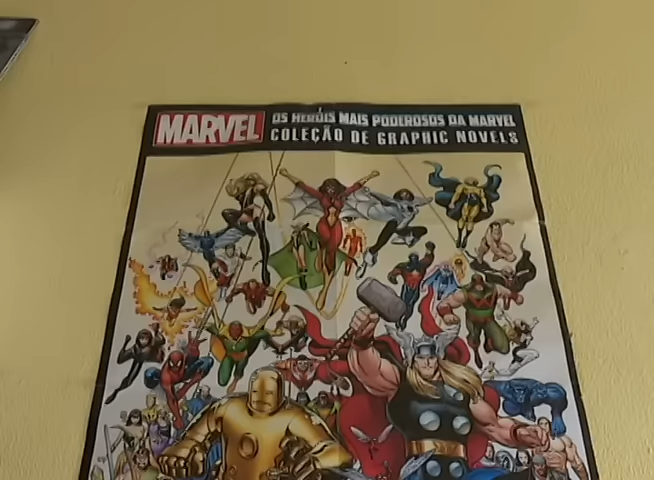 MARVEL
OS HERÓIS MAIS PODEROSOS DA MARVEL
COLEÇÃO DE GRAPHIC NOVELS